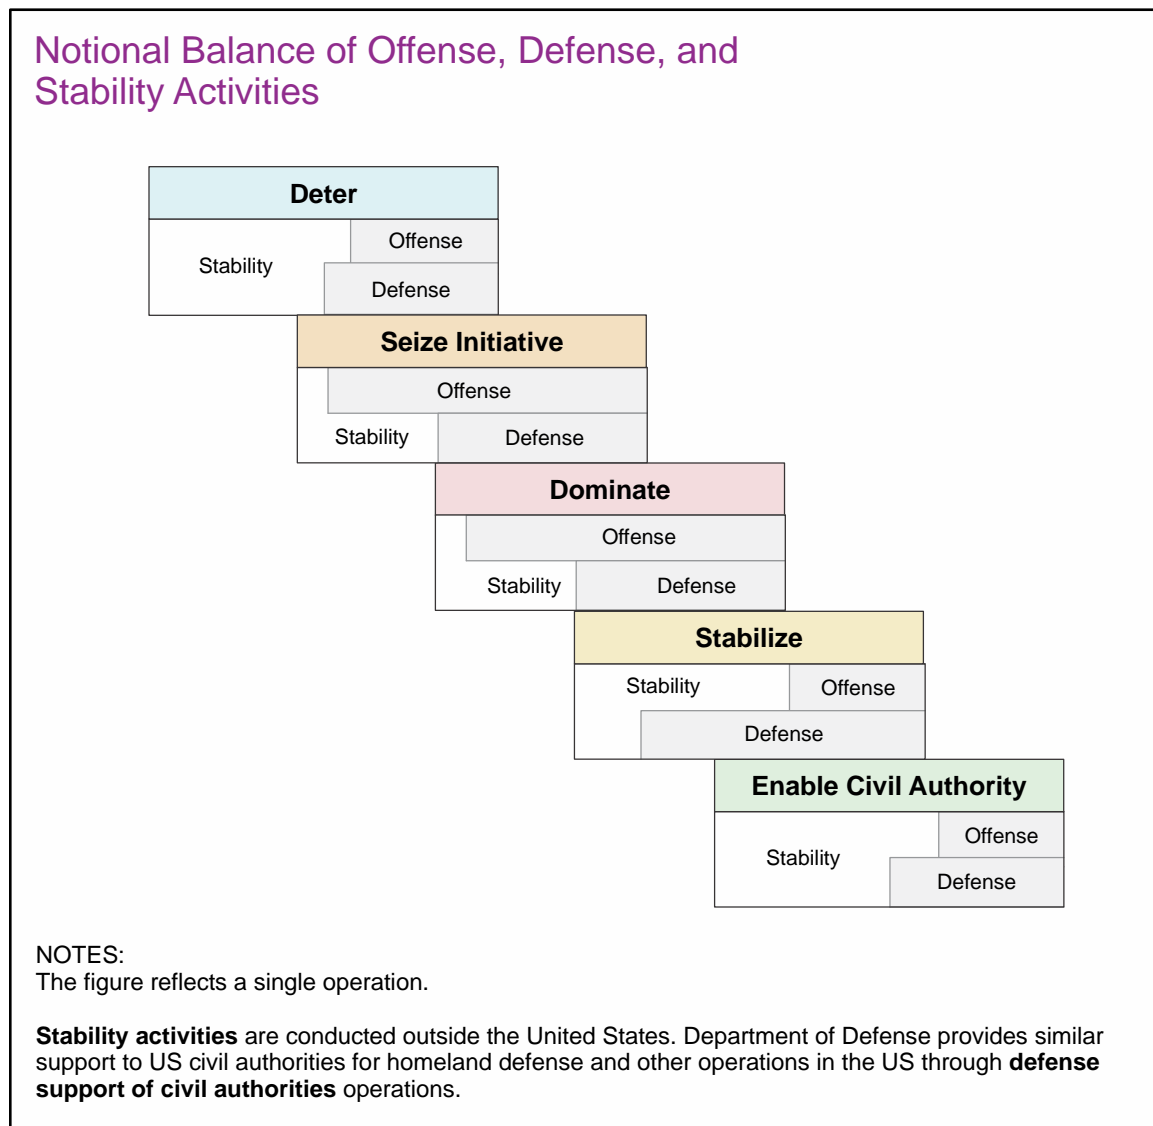 Notional Balance of Offense, Defense, and
Stability Activities
Deter
Offense
Stability
Defense
Seize Initiative
Offense
Stability
Defense
Dominate
Offense
Stability
Defense
Stabilize
Stability
Offense
Defense
Enable Civil Authority
Offense
Stability
Defense
NOTES:
The figure reflects a single operation.
Stability activities are conducted outside the United States. Department of Defense provides similar
support to US civil authorities for homeland defense and other operations in the US through defense
support of civil authorities operations.